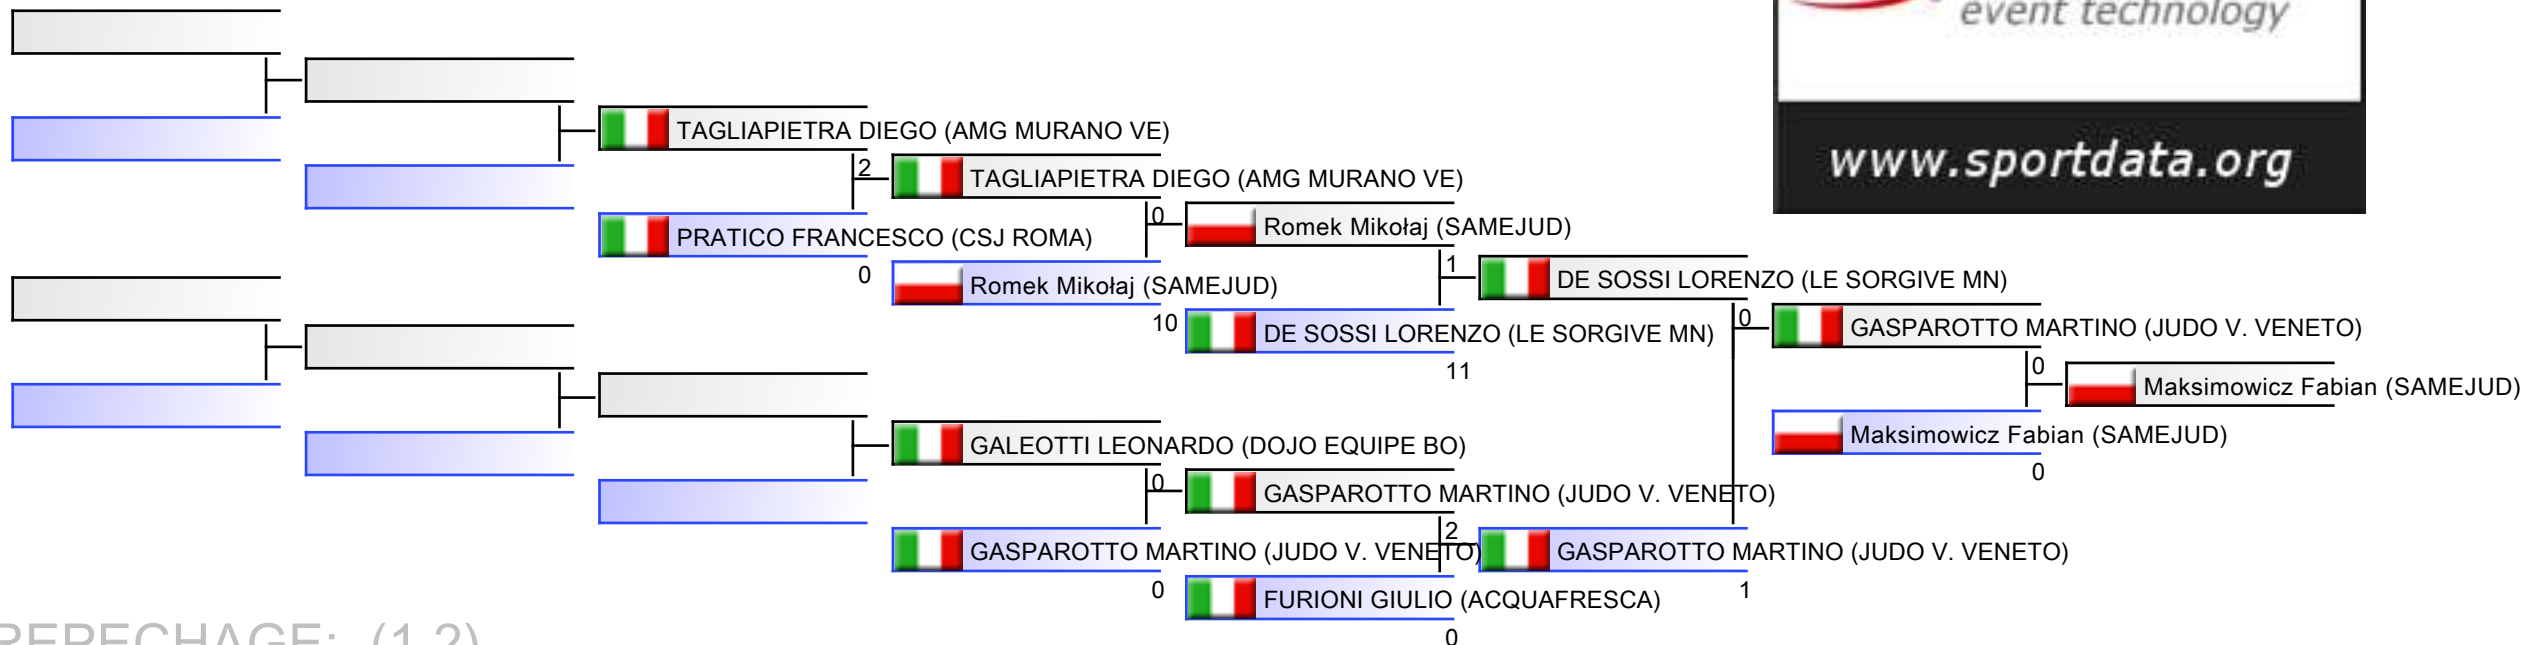 event technology
www.sportdata.org
TAGLIAPIETRA DIEGO (AMG MURANO VE)
2
TAGLIAPIETRA DIEGO (AMG MURANO VE)
0
Romek Mikołaj (SAMEJUD)
PRATICO FRANCESCO (CSJ ROMA)
0
1
DE SOSSI LORENZO (LE SORGIVE MN)
Romek Mikołaj (SAMEJUD)
10
0
GASPAROTTO MARTINO (JUDO V. VENETO)
DE SOSSI LORENZO (LE SORGIVE MN)
11
0
Maksimowicz Fabian (SAMEJUD)
Maksimowicz Fabian (SAMEJUD)
0
GALEOTTI LEONARDO (DOJO EQUIPE BO)
0
GASPAROTTO MARTINO (JUDO V. VENETO)
2
GASPAROTTO MARTINO (JUDO V. VENETO)
GASPAROTTO MARTINO (JUDO V. VENETO)
0
1
FURIONI GIULIO (ACQUAFRESCA)
0
REPECHAGE: (1,2)